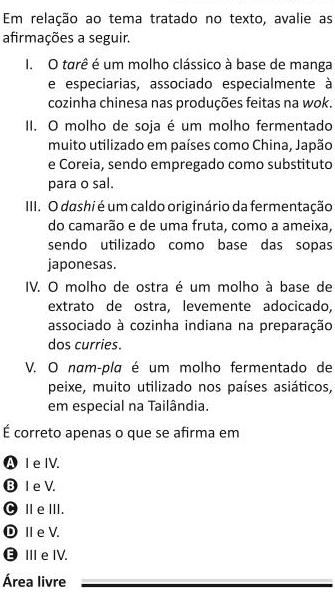 Em relação ao tema tratado no texto, avalie as
afirmações a seguir.
I. O tarê é um molho clássico à base de manga
e especiarias, associado especialmente à
cozinha chinesa nas produções feitas na wok.
II. O molho de soja é um molho fermentado
muito utilizado em países como China, Japão
e Coreia, sendo empregado como substituto
para o sal.
III. O dashi é um caldo originário da fermentação
do camarão e de uma fruta, como a ameixa,
sendo utilizado como base das sopas
japonesas.
IV. O molho de ostra é um molho à base de
extrato de ostra, levemente adocicado,
associado à cozinha indiana na preparação
dos curries.
V. O nam-pla é um molho fermentado de
peixe, muito utilizado nos países asiáticos,
em especial na Tailândia.
É correto apenas o que se afirma em
A I e IV.
B I e V.
C II e III.
D II e V.
E III e IV.
Área livre